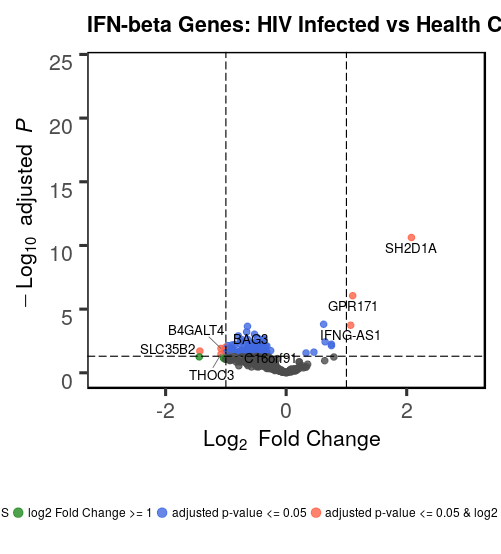 IFN-beta Genes: HIV Infected vs Health C
25
20
15
10
5
0
− Log10 adjusted P
SH2D1A
GPR171
IFNG-AS1
B4GALT4
BAG3
SLC35B2
C16orf91
THOC3
-2 0 2
Log2 Fold Change
S log2 Fold Change >= 1 adjusted p-value <= 0.05 adjusted p-value <= 0.05 & log2